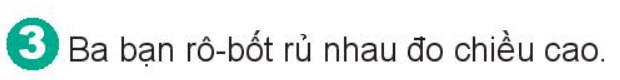 3 Ba bạn rô-bốt rủ nhau đo chiều cao.